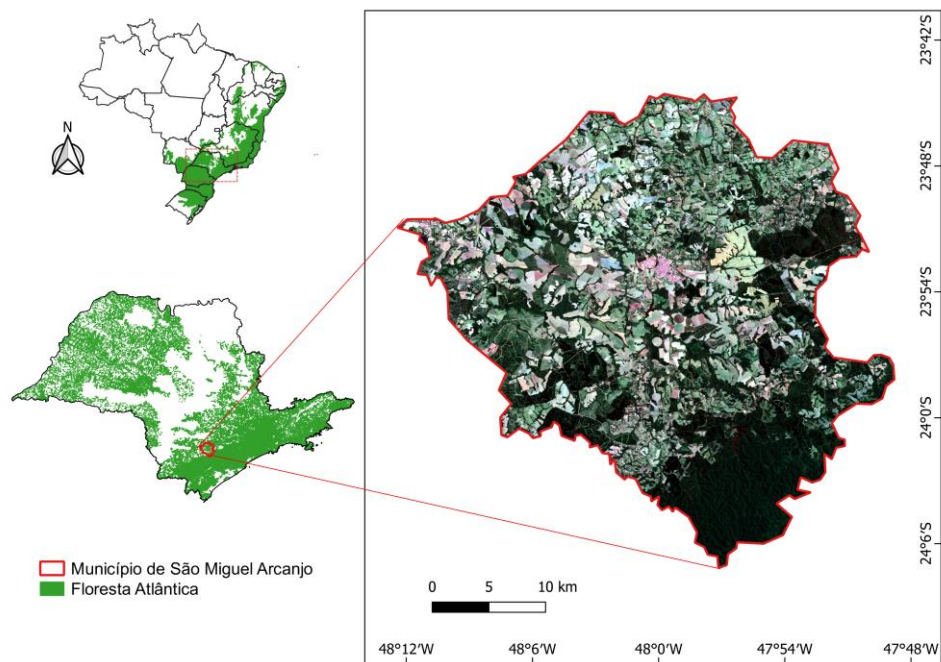 N
Município de São Miguel Arcanjo
Floresta Atlântica
0 5 10 km
23°42'S
23°48'S
23°54'S
24°0'S
24°6'S
48°12'W 48°6'W 48°0'W 47°54'W 47°48'W